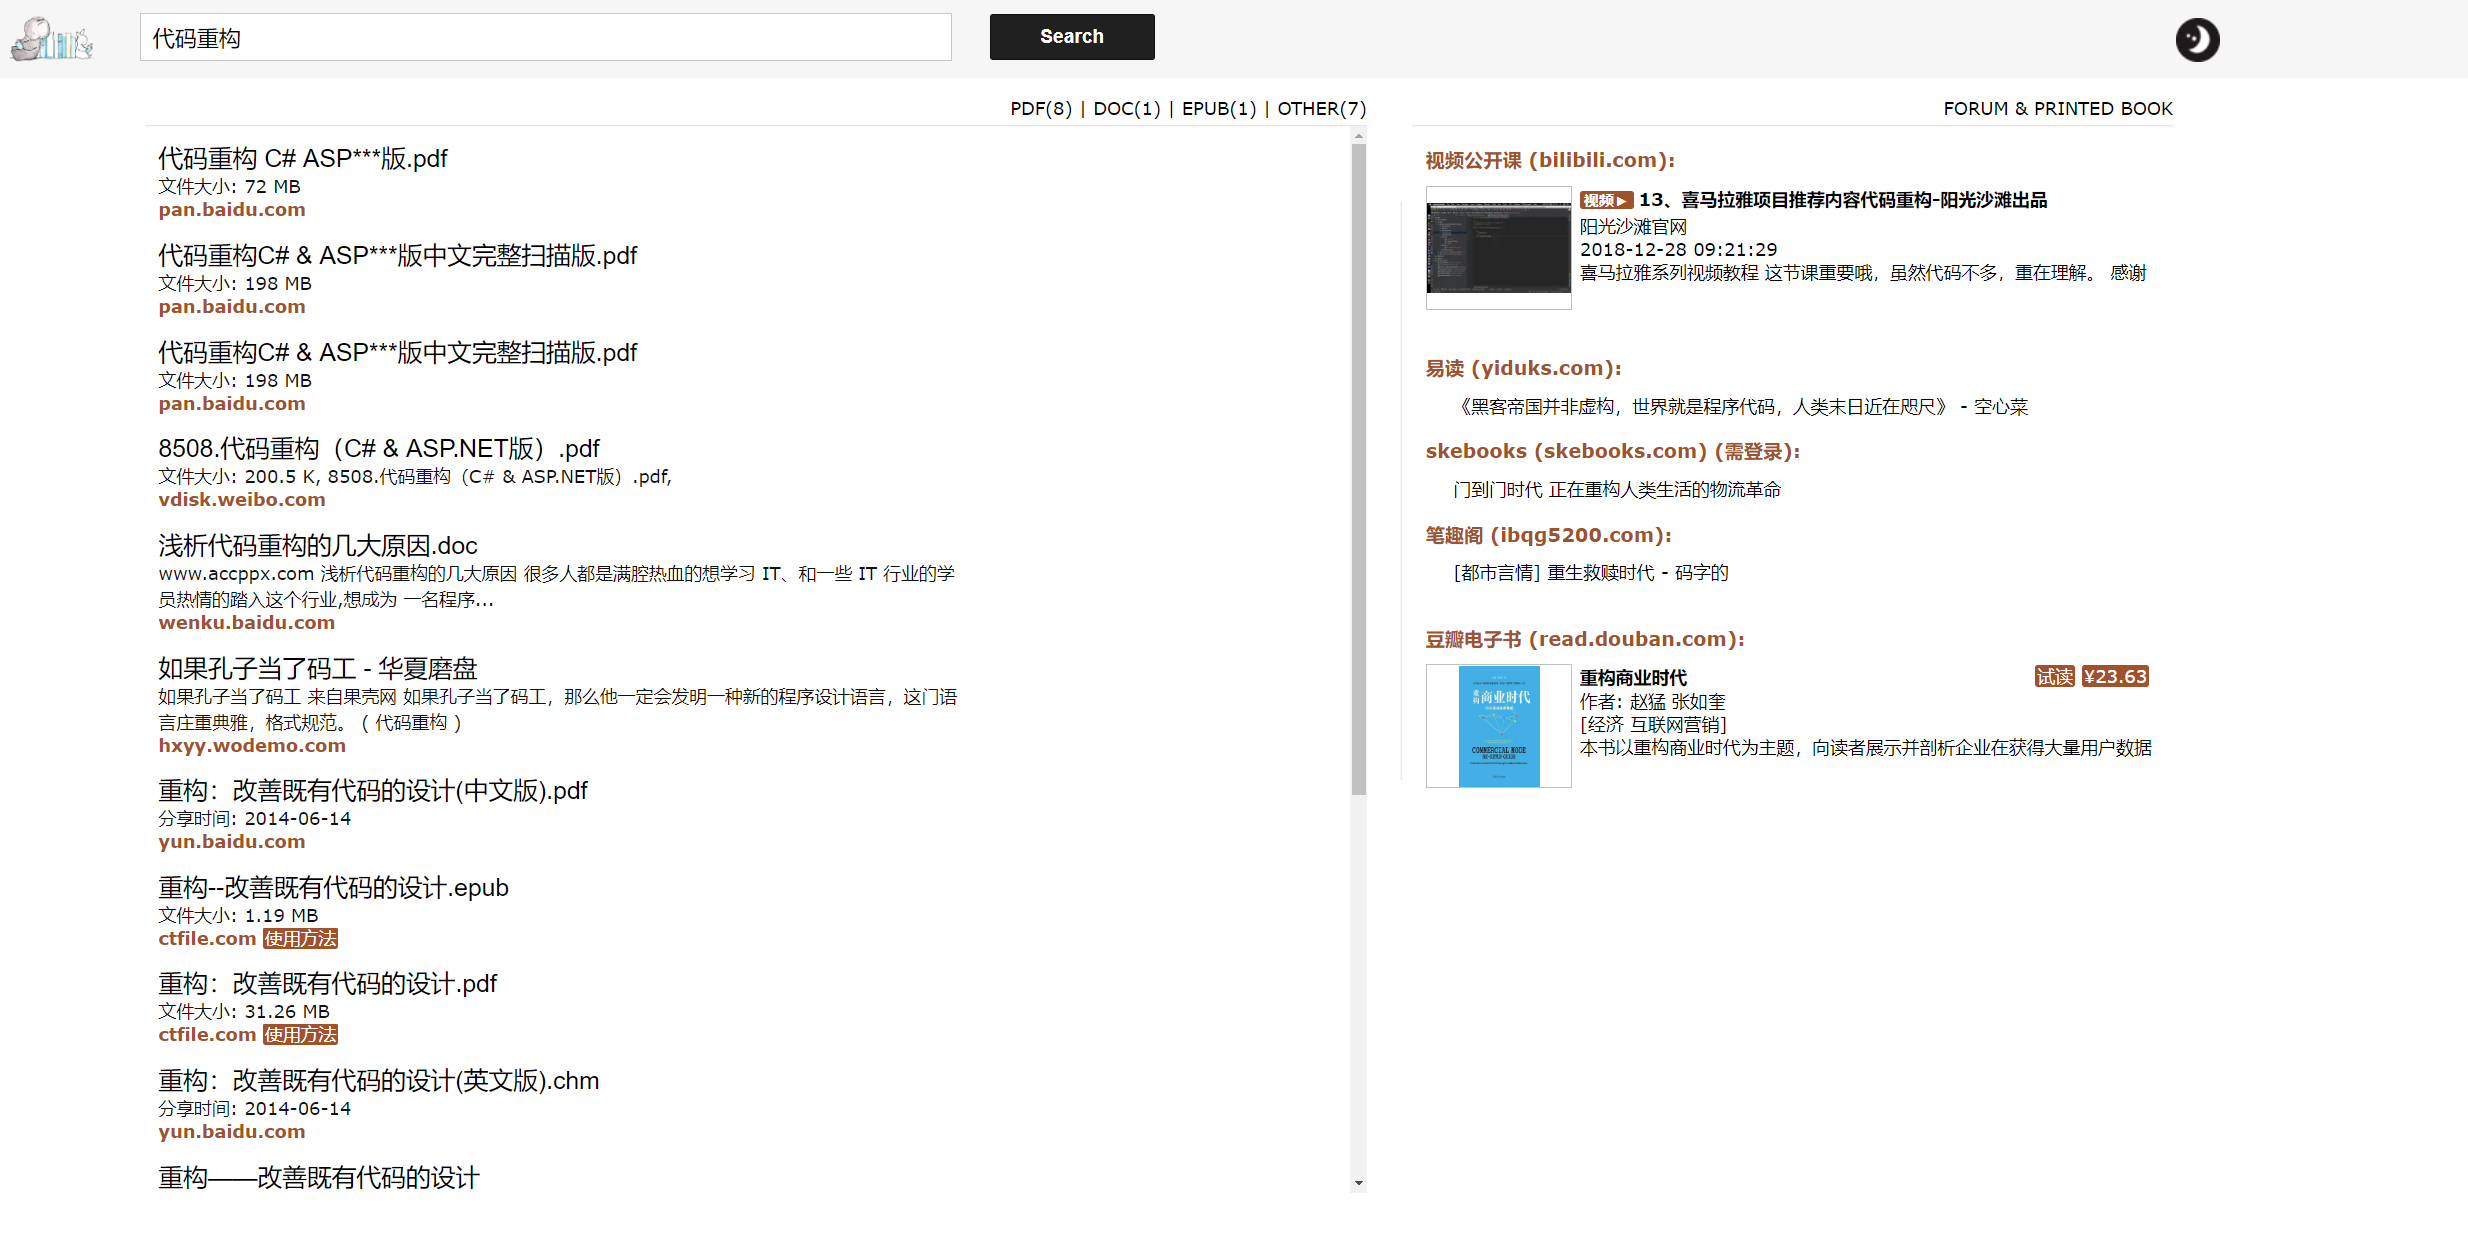 代码重构
Search
PDF(8) | DOC(1) | EPUB(1) | OTHER(7)
代码重构 C# ASP***版.pdf
文件大小: 72 MB
pan.baidu.com
代码重构C# & ASP***版中文完整扫描版.pdf
文件大小: 198 MB
pan.baidu.com
代码重构C# & ASP***版中文完整扫描版.pdf
文件大小: 198 MB
pan.baidu.com
8508.代码重构（C# & ASP.NET版）.pdf
文件大小: 200.5 K, 8508.代码重构（C# & ASP.NET版）.pdf,
vdisk.weibo.com
浅析代码重构的几大原因.doc
www.accppx.com 浅析代码重构的几大原因 很多人都是满腔热血的想学习 IT、和一些 IT 行业的学
员热情的踏入这个行业,想成为 一名程序...
wenku.baidu.com
如果孔子当了码工 - 华夏磨盘
如果孔子当了码工 来自果壳网 如果孔子当了码工，那么他一定会发明一种新的程序设计语言，这门语
言庄重典雅，格式规范。 ( 代码重构 )
hxyy.wodemo.com
重构：改善既有代码的设计(中文版).pdf
分享时间: 2014-06-14
yun.baidu.com
重构--改善既有代码的设计.epub
文件大小: 1.19 MB
ctfile.com 使用方法
重构：改善既有代码的设计.pdf
文件大小: 31.26 MB
ctfile.com 使用方法
重构：改善既有代码的设计(英文版).chm
分享时间: 2014-06-14
yun.baidu.com
重构——改善既有代码的设计
FORUM & PRINTED BOOK
视频公开课 (bilibili.com):
视频▶ 13、喜马拉雅项目推荐内容代码重构-阳光沙滩出品
阳光沙滩官网
2018-12-28 09:21:29
喜马拉雅系列视频教程 这节课重要哦，虽然代码不多，重在理解。 感谢
易读 (yiduks.com):
《黑客帝国并非虚构，世界就是程序代码，人类末日近在咫尺》 - 空心菜
skebooks (skebooks.com) (需登录):
门到门时代 正在重构人类生活的物流革命
笔趣阁 (ibqg5200.com):
[都市言情] 重生救赎时代 - 码字的
豆瓣电子书 (read.douban.com):
重构商业时代 试读 ¥23.63
作者: 赵猛 张如奎
[经济 互联网营销]
本书以重构商业时代为主题，向读者展示并剖析企业在获得大量用户数据
重构 商业时代
COMMERCIAL MODE